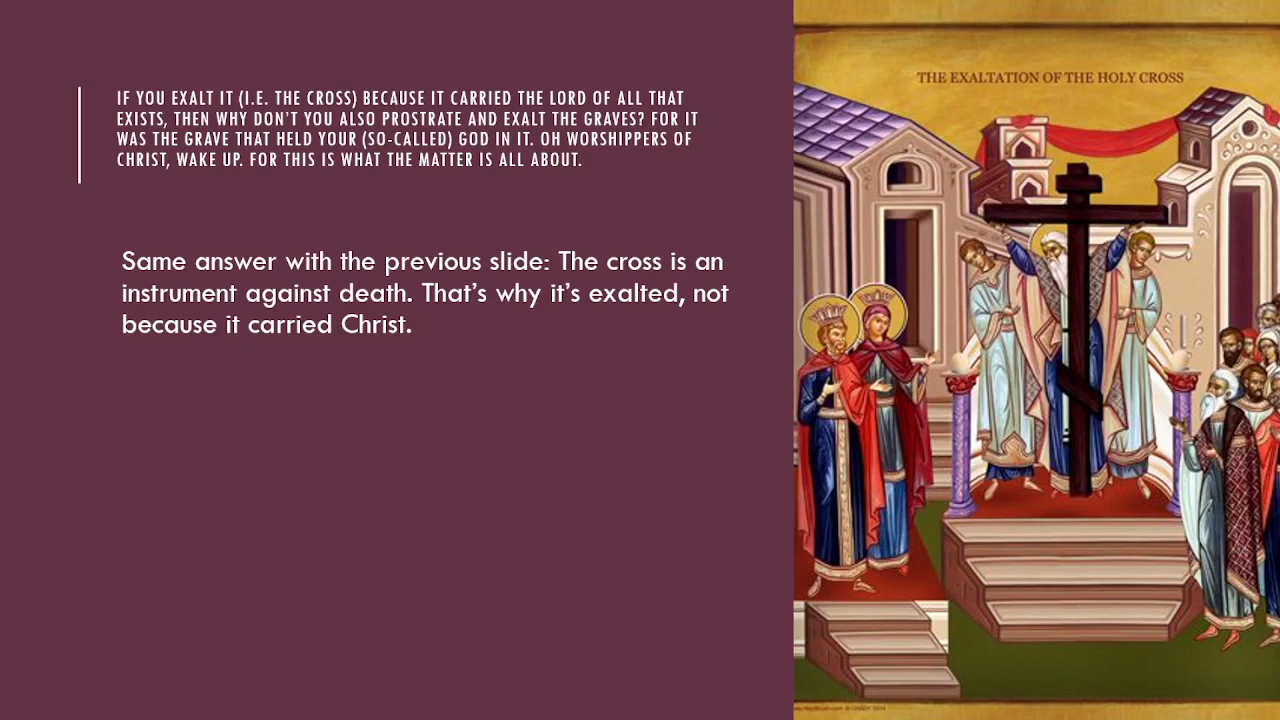 IF YOU EXALT IT (I.E. THE CROSS) BECAUSE IT CARRIED THE LORD OF ALL THAT
EXISTS, THEN WHY DON'T YOU ALSO PROSTRATE AND EXALT THE GRAVES? FOR IT
WAS THE GRAVE THAT HELD YOUR (SO-CALLED) GOD IN IT. OH WORSHIPPERS OF
CHRIST, WAKE UP. FOR THIS IS WHAT THE MATTER IS ALL ABOUT.
Same answer with the previous slide: The cross is an
instrument against death. That's why it's exalted, not
because it carried Christ.
THE EXALTATION OF THE HOLY CROSS